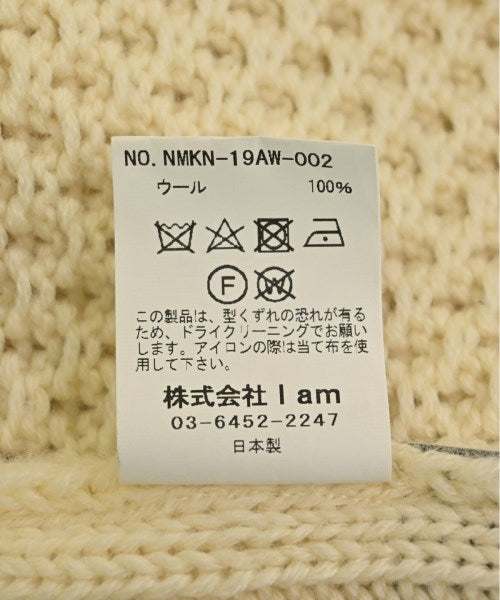 NO. NMKN-19AW-002
ウール 100%
F W
この製品は、型くずれの恐れが有る
ため、ドライクリーニングでお願い
します。アイロンの際は当て布を使
用して下さい。
株式会社 I am
03-6452-2247
日本製